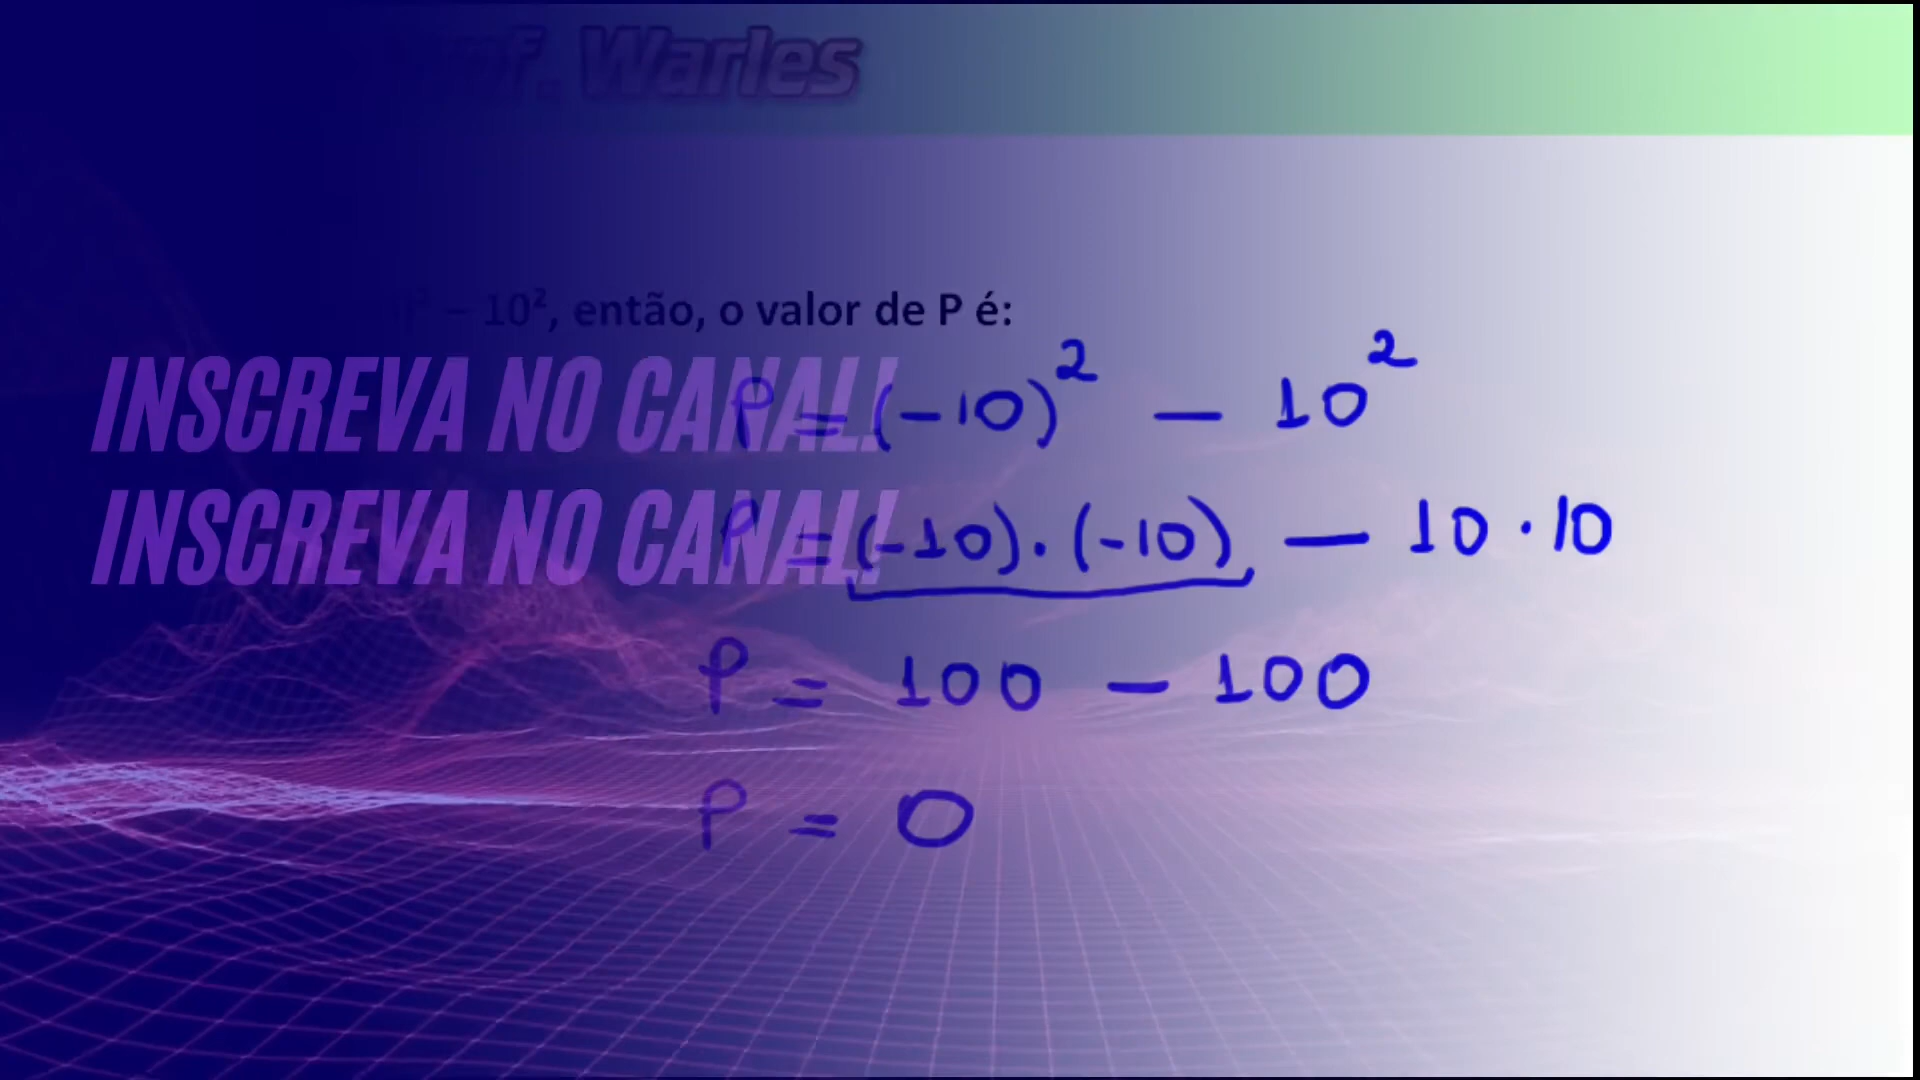 Prof. Warles
² – 10², então, o valor de P é:
INSCREVA NO CANAL!
P = (-10)² — 10²
INSCREVA NO CANAL!
P = (-10) · (-10) — 10 · 10
P = 100 — 100
P = 0